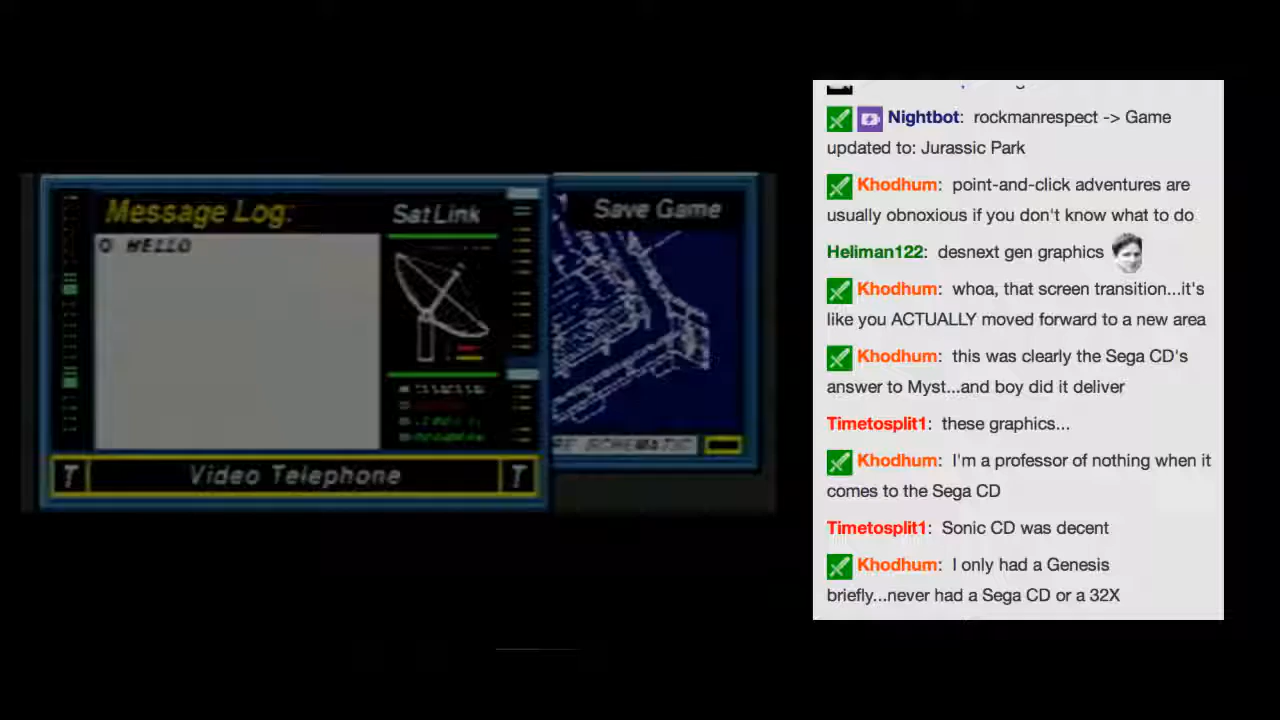 Message Log:
SatLink
Save Game
HELLO
Video Telephone
T
T
SCHEMATIC
Nightbot: rockmanrespect -> Game
updated to: Jurassic Park
Khodhum: point-and-click adventures are
usually obnoxious if you don't know what to do
Heliman122: desnext gen graphics
Khodhum: whoa, that screen transition...it's
like you ACTUALLY moved forward to a new area
Khodhum: this was clearly the Sega CD's
answer to Myst...and boy did it deliver
Timetosplit1: these graphics...
Khodhum: I'm a professor of nothing when it
comes to the Sega CD
Timetosplit1: Sonic CD was decent
Khodhum: I only had a Genesis
briefly...never had a Sega CD or a 32X